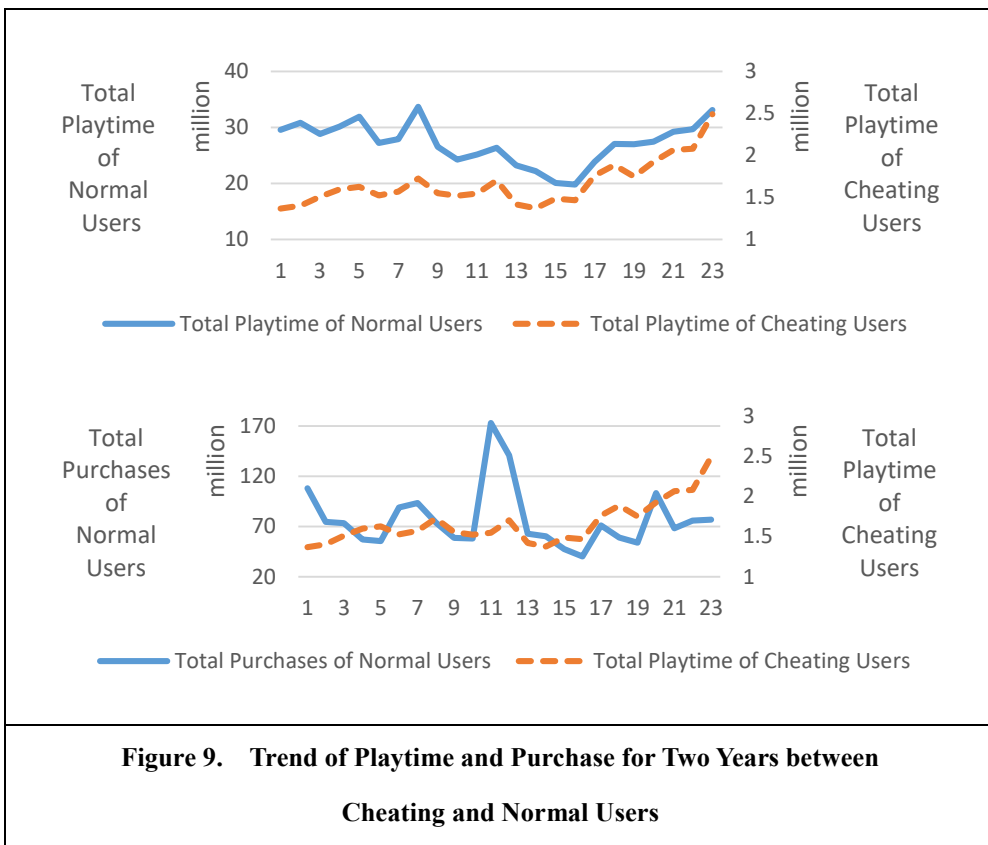 Total
Playtime
of
Normal
Users
million
40
30
20
10
3
2.5
2
1.5
1
million
Total
Playtime
of
Cheating
Users
1 3 5 7 9 11 13 15 17 19 21 23
Total Playtime of Normal Users
Total Playtime of Cheating Users
Total
Purchases
of
Normal
Users
million
170
120
70
20
3
2.5
2
1.5
1
million
Total
Playtime
of
Cheating
Users
1 3 5 7 9 11 13 15 17 19 21 23
Total Purchases of Normal Users
Total Playtime of Cheating Users
Figure 9. Trend of Playtime and Purchase for Two Years between
Cheating and Normal Users